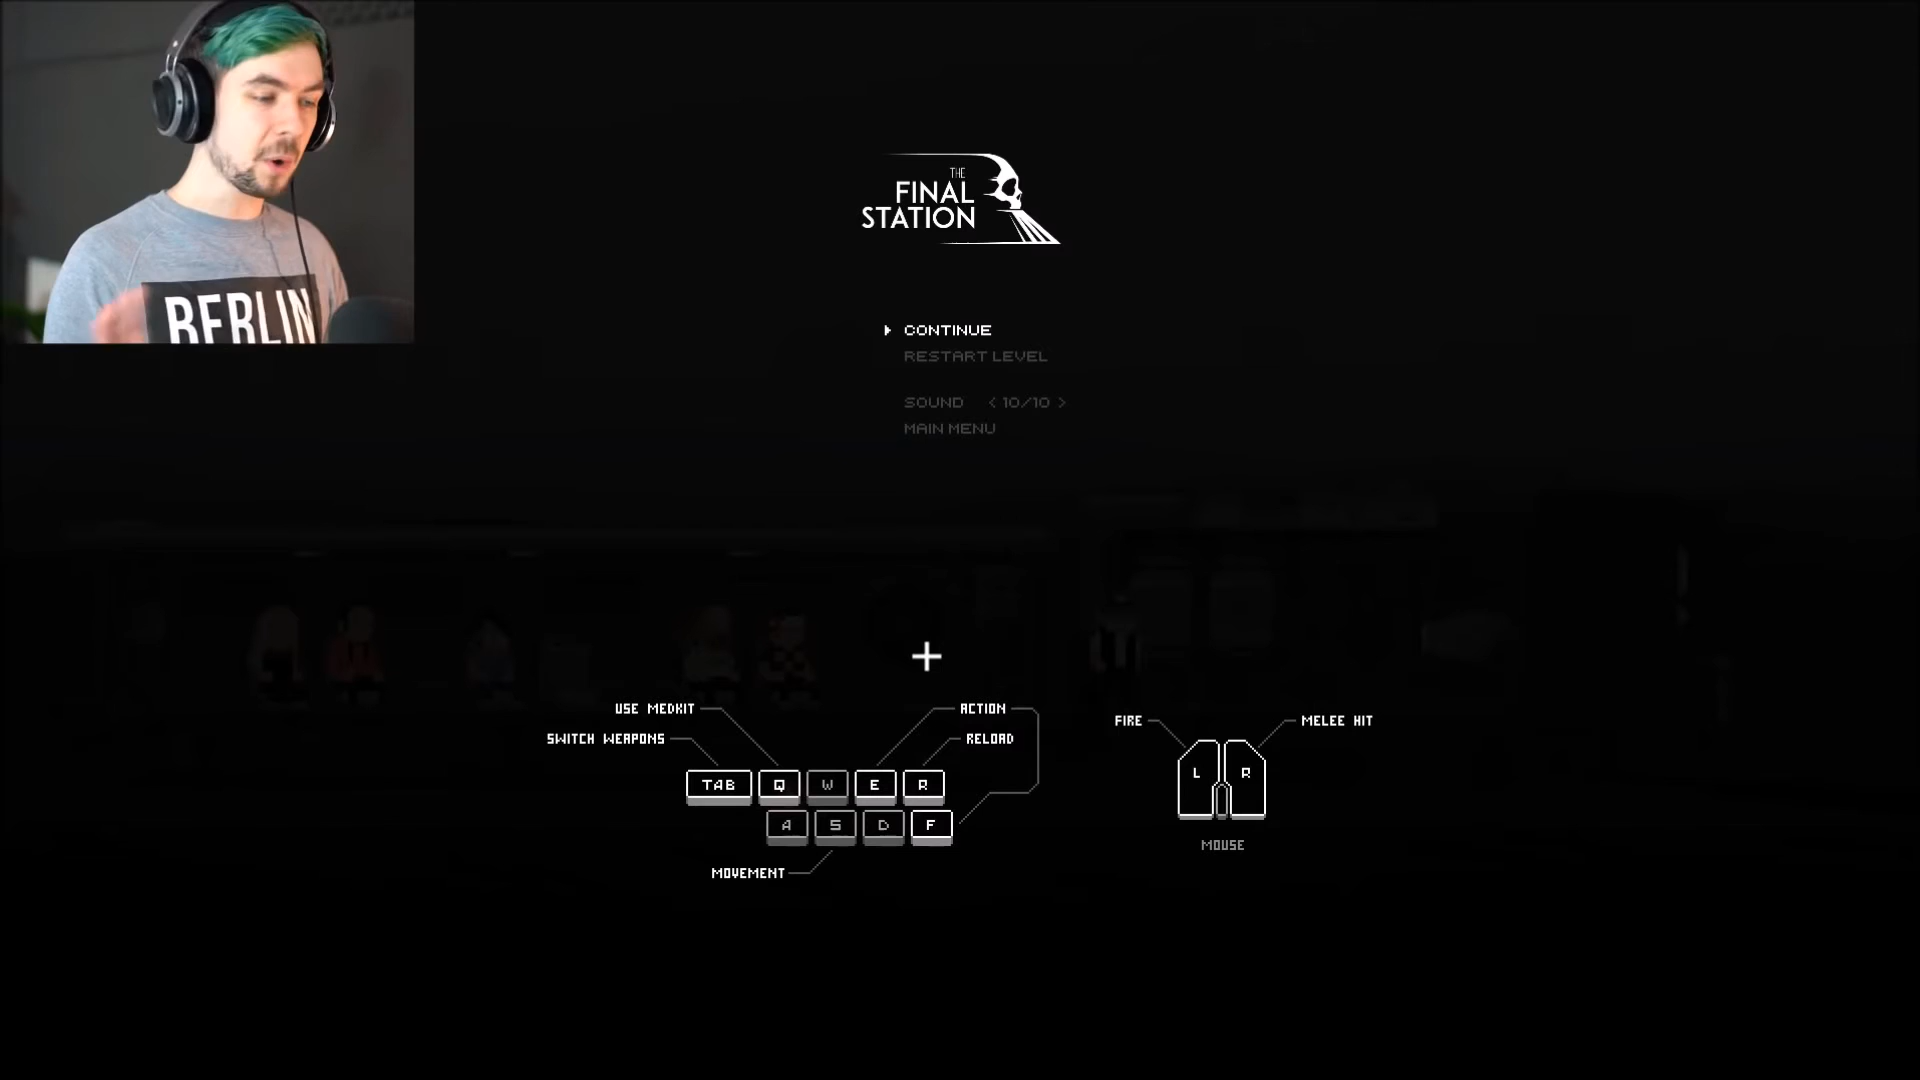 BERLIN
THE
FINAL
STATION
CONTINUE
RESTART LEVEL
SOUND < 10/10 >
MAIN MENU
USE MEDKIT
ACTION
SWITCH WEAPONS
RELOAD
FIRE
MELEE HIT
TAB Q W E R
A S D F
L R
MOUSE
MOVEMENT